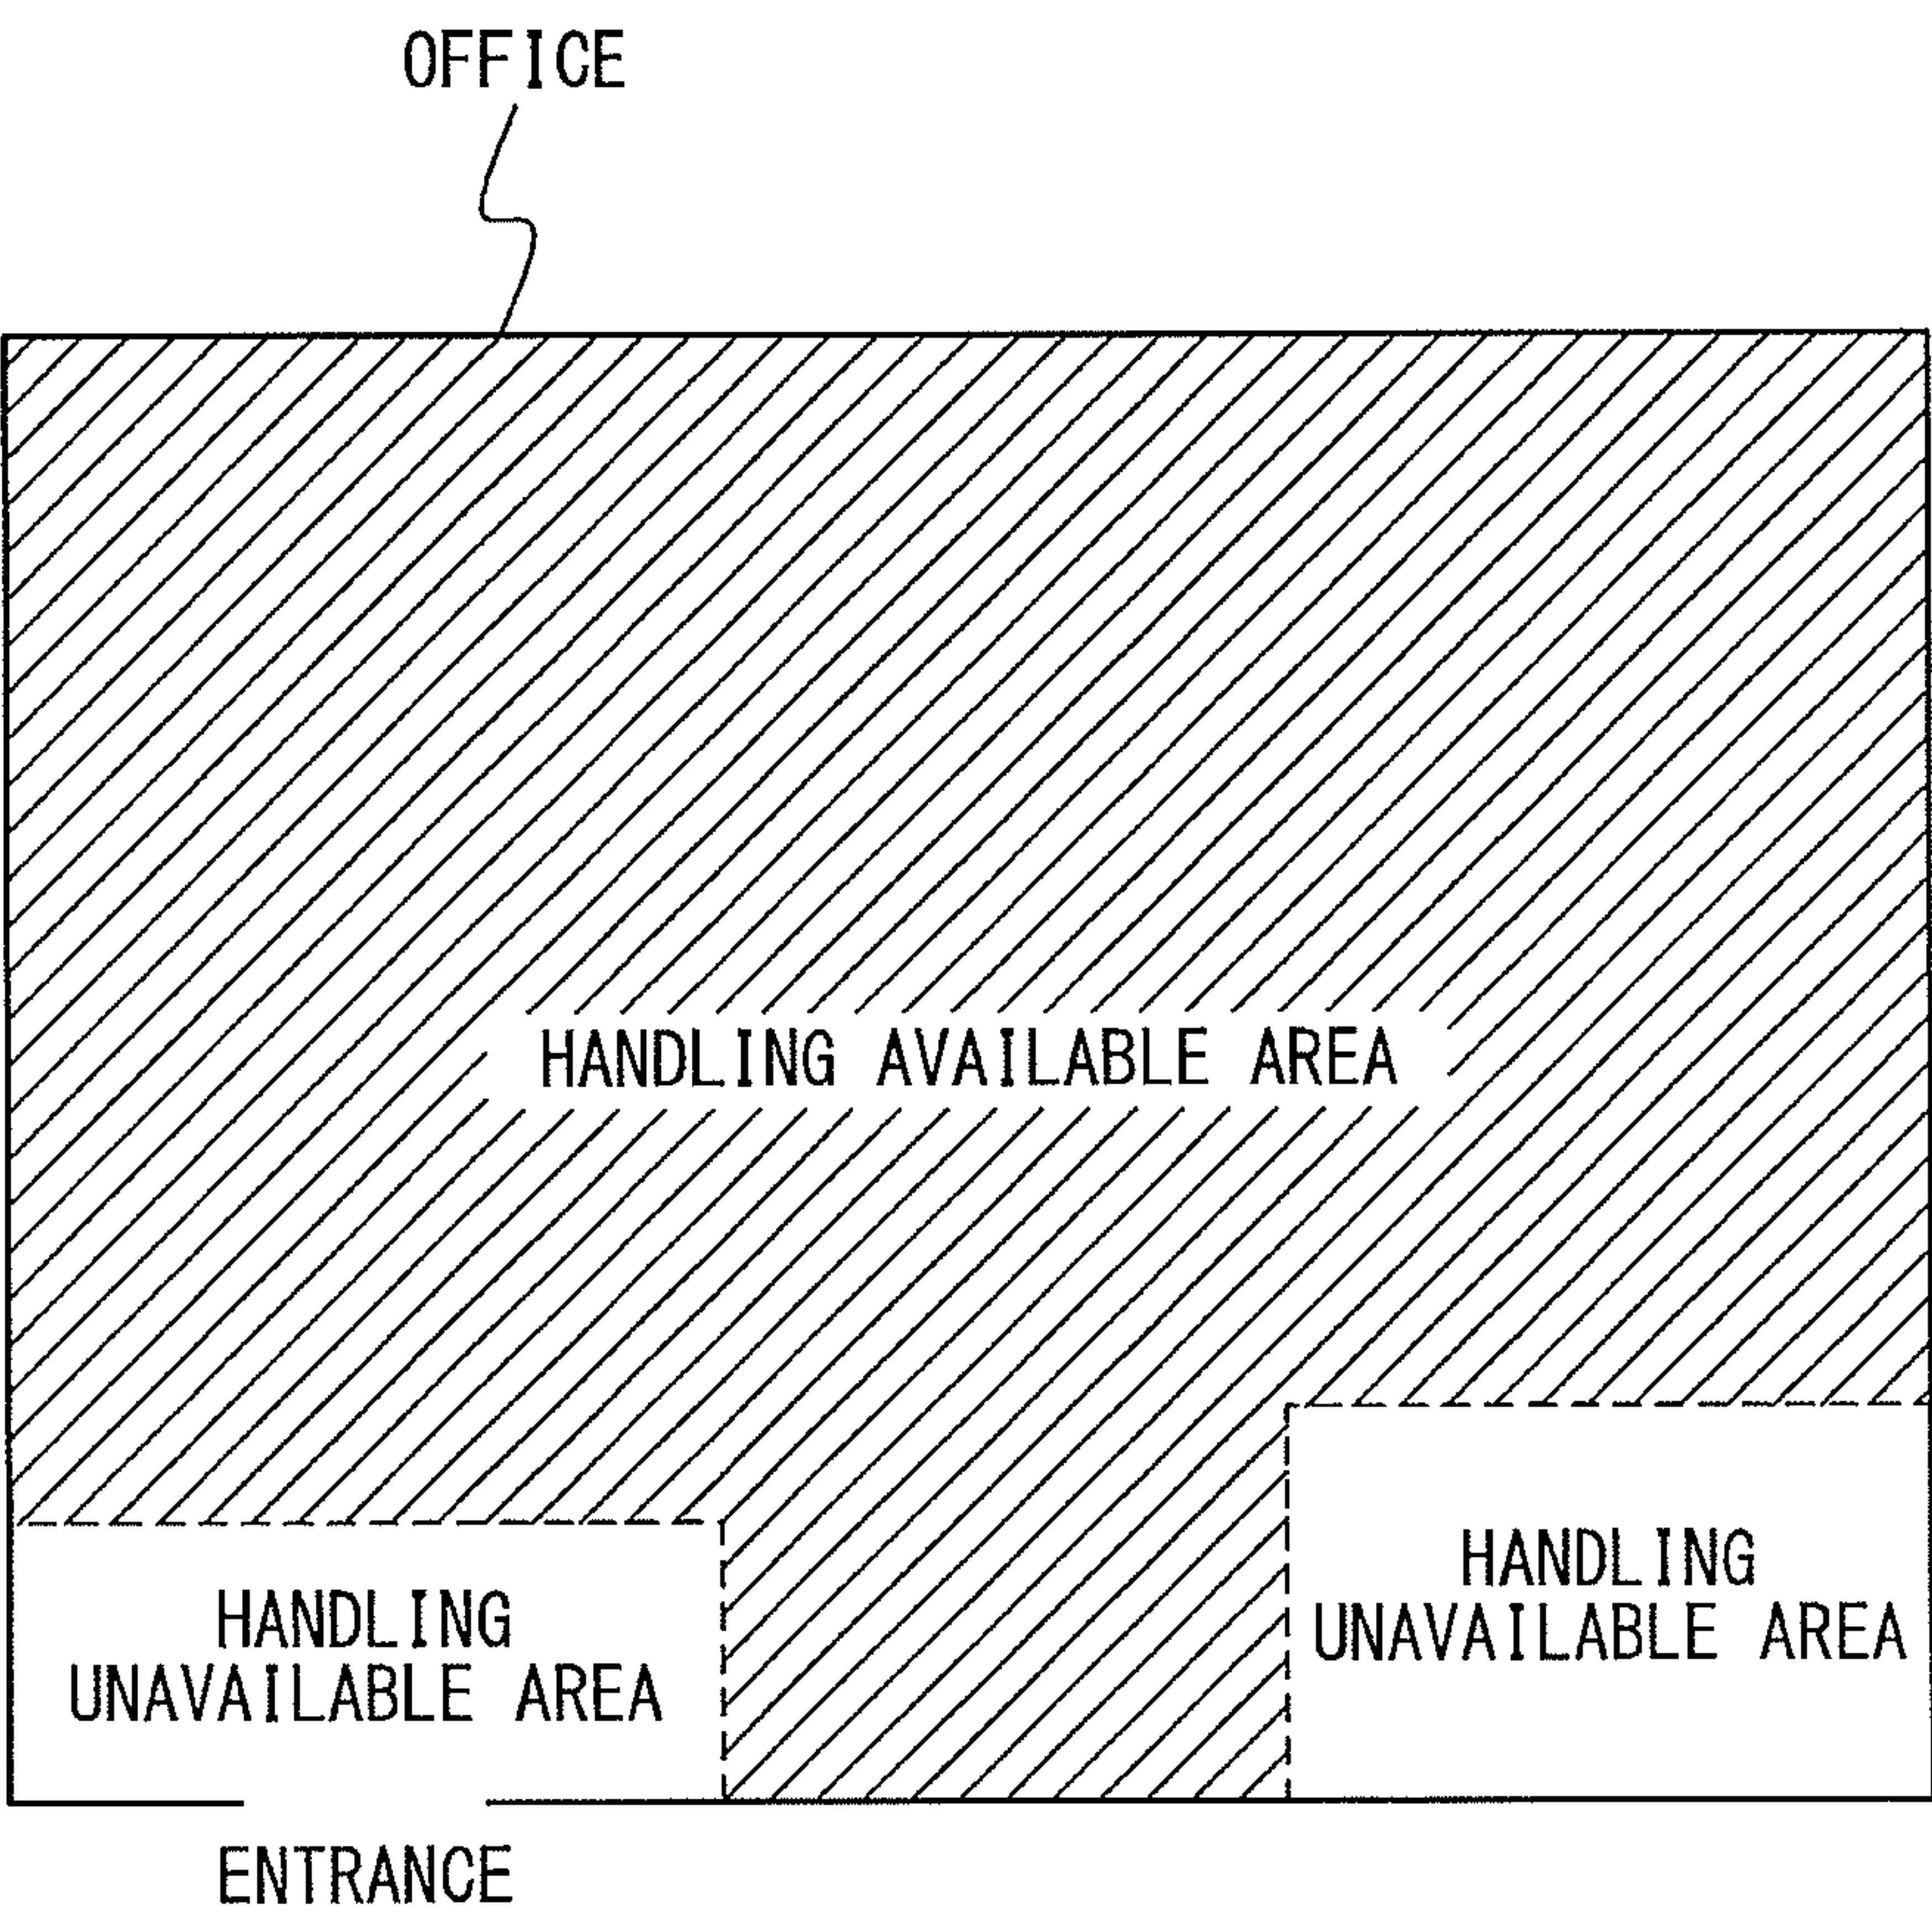 OFFICE
HANDLING AVAILABLE AREA
HANDLING
UNAVAILABLE AREA
HANDLING
UNAVAILABLE AREA
ENTRANCE